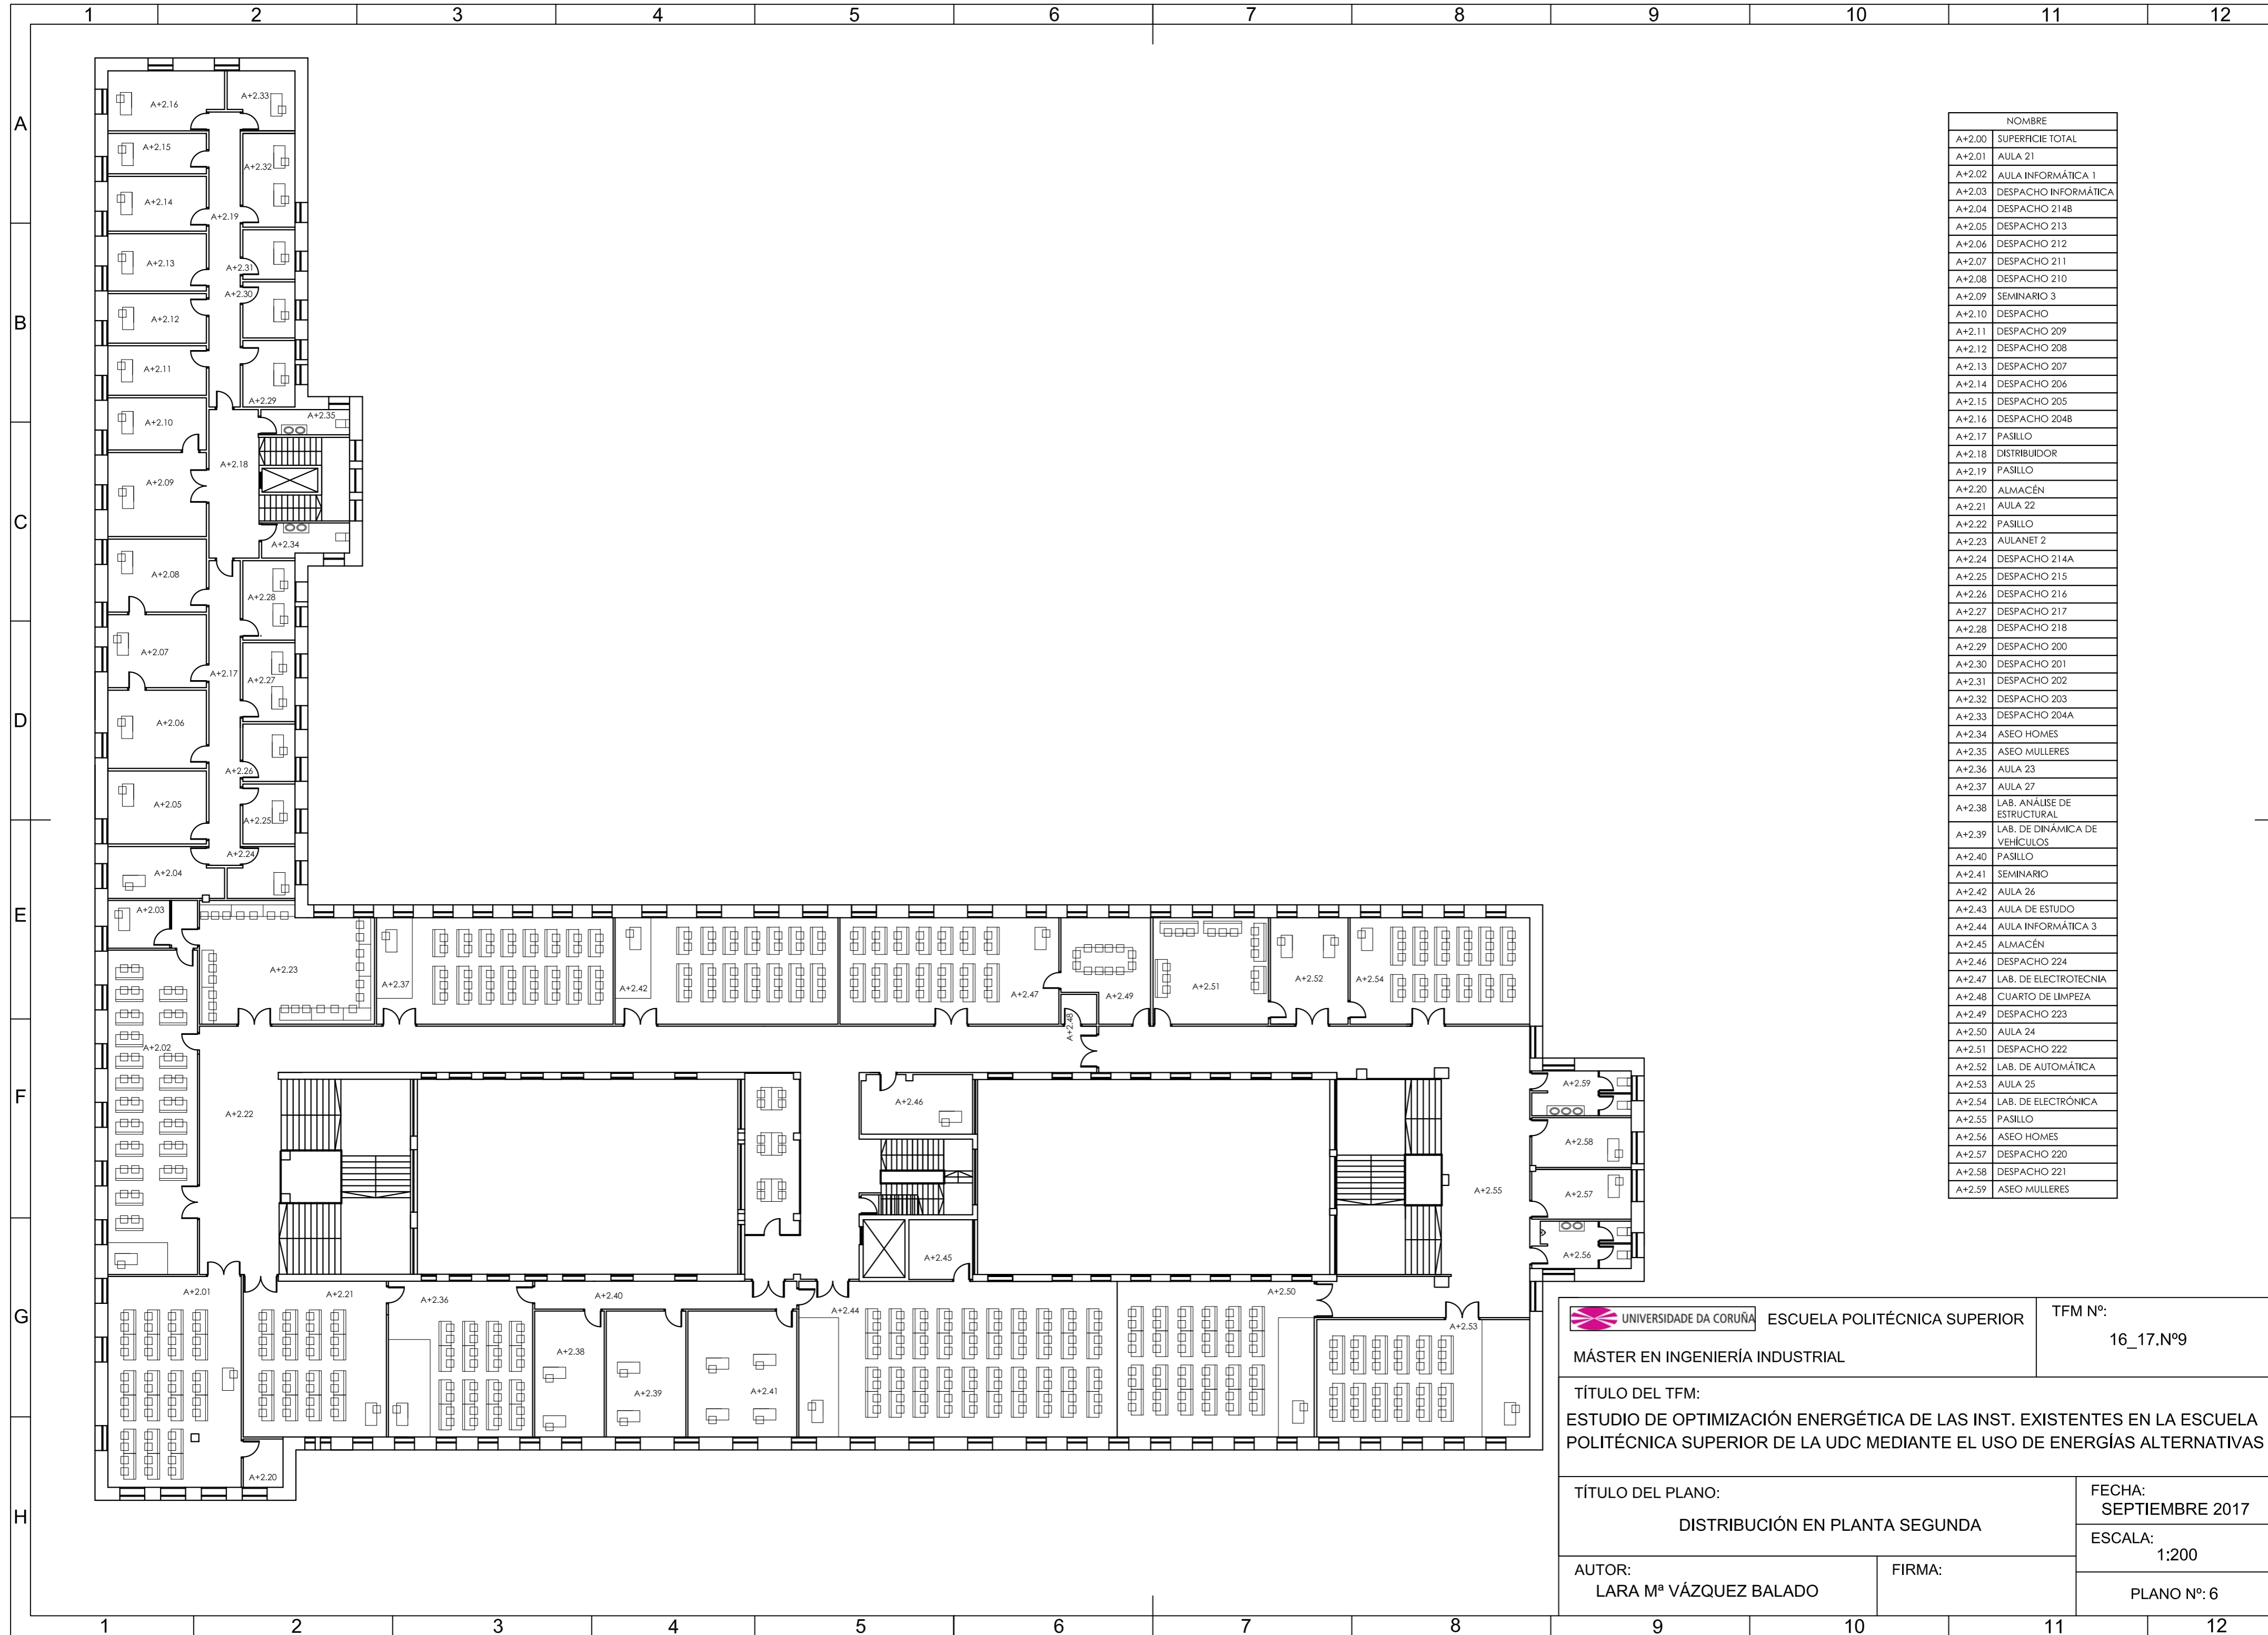 1 2 3 4 5 6 7 8 9 10 11 12
A
B
C
D
E
F
G
H
A+2.16
A+2.33
A+2.15
A+2.32
A+2.14
A+2.19
A+2.13
A+2.31
A+2.30
A+2.12
A+2.11
A+2.29
A+2.35
A+2.10
A+2.18
A+2.09
A+2.34
A+2.08
A+2.28
A+2.07
A+2.17
A+2.27
A+2.06
A+2.26
A+2.05
A+2.25
A+2.24
A+2.04
A+2.03
A+2.23
A+2.37
A+2.42
A+2.47
A+2.49
A+2.51
A+2.52
A+2.54
A+2.48
A+2.02
A+2.22
A+2.46
A+2.59
A+2.58
A+2.57
A+2.55
A+2.56
A+2.45
A+2.01
A+2.21
A+2.36
A+2.40
A+2.44
A+2.50
A+2.53
A+2.38
A+2.39
A+2.41
A+2.20
NOMBRE
A+2.00 SUPERFICIE TOTAL
A+2.01 AULA 21
A+2.02 AULA INFORMÁTICA 1
A+2.03 DESPACHO INFORMÁTICA
A+2.04 DESPACHO 214B
A+2.05 DESPACHO 213
A+2.06 DESPACHO 212
A+2.07 DESPACHO 211
A+2.08 DESPACHO 210
A+2.09 SEMINARIO 3
A+2.10 DESPACHO
A+2.11 DESPACHO 209
A+2.12 DESPACHO 208
A+2.13 DESPACHO 207
A+2.14 DESPACHO 206
A+2.15 DESPACHO 205
A+2.16 DESPACHO 204B
A+2.17 PASILLO
A+2.18 DISTRIBUIDOR
A+2.19 PASILLO
A+2.20 ALMACÉN
A+2.21 AULA 22
A+2.22 PASILLO
A+2.23 AULANET 2
A+2.24 DESPACHO 214A
A+2.25 DESPACHO 215
A+2.26 DESPACHO 216
A+2.27 DESPACHO 217
A+2.28 DESPACHO 218
A+2.29 DESPACHO 200
A+2.30 DESPACHO 201
A+2.31 DESPACHO 202
A+2.32 DESPACHO 203
A+2.33 DESPACHO 204A
A+2.34 ASEO HOMES
A+2.35 ASEO MULLERES
A+2.36 AULA 23
A+2.37 AULA 27
A+2.38 LAB. ANÁLISE DE
ESTRUCTURAL
A+2.39 LAB. DE DINÁMICA DE
VEHÍCULOS
A+2.40 PASILLO
A+2.41 SEMINARIO
A+2.42 AULA 26
A+2.43 AULA DE ESTUDO
A+2.44 AULA INFORMÁTICA 3
A+2.45 ALMACÉN
A+2.46 DESPACHO 224
A+2.47 LAB. DE ELECTROTECNIA
A+2.48 CUARTO DE LIMPEZA
A+2.49 DESPACHO 223
A+2.50 AULA 24
A+2.51 DESPACHO 222
A+2.52 LAB. DE AUTOMÁTICA
A+2.53 AULA 25
A+2.54 LAB. DE ELECTRÓNICA
A+2.55 PASILLO
A+2.56 ASEO HOMES
A+2.57 DESPACHO 220
A+2.58 DESPACHO 221
A+2.59 ASEO MULLERES
UNIVERSIDADE DA CORUÑA ESCUELA POLITÉCNICA SUPERIOR
MÁSTER EN INGENIERÍA INDUSTRIAL
TFM Nº:
16_17.Nº9
TÍTULO DEL TFM:
ESTUDIO DE OPTIMIZACIÓN ENERGÉTICA DE LAS INST. EXISTENTES EN LA ESCUELA
POLITÉCNICA SUPERIOR DE LA UDC MEDIANTE EL USO DE ENERGÍAS ALTERNATIVAS
TÍTULO DEL PLANO:
DISTRIBUCIÓN EN PLANTA SEGUNDA
FECHA:
SEPTIEMBRE 2017
ESCALA:
1:200
AUTOR:
LARA Mª VÁZQUEZ BALADO
FIRMA:
PLANO Nº: 6
1 2 3 4 5 6 7 8 9 10 11 12